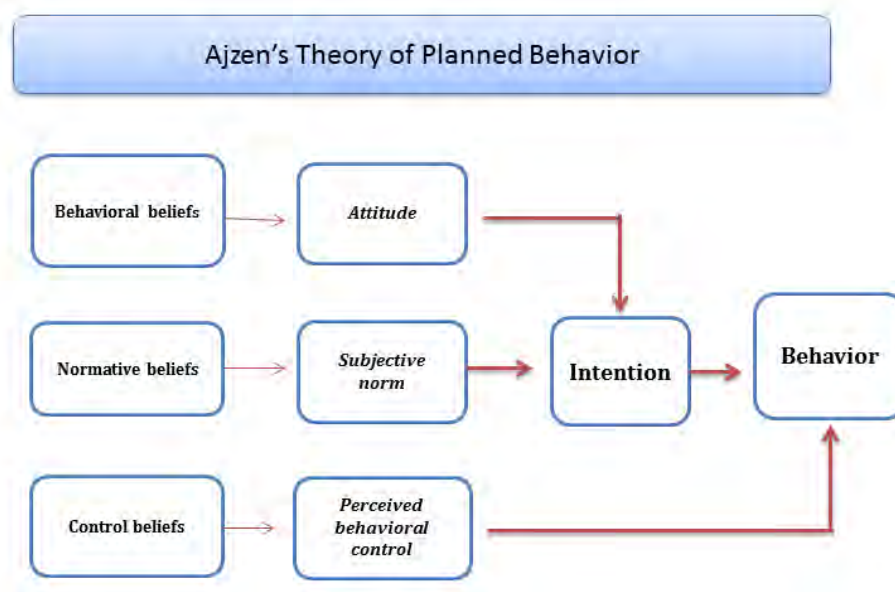 Ajzen's Theory of Planned Behavior
Behavioral beliefs
Attitude
Normative beliefs
Subjective
norm
Intention
Behavior
Control beliefs
Perceived
behavioral
control